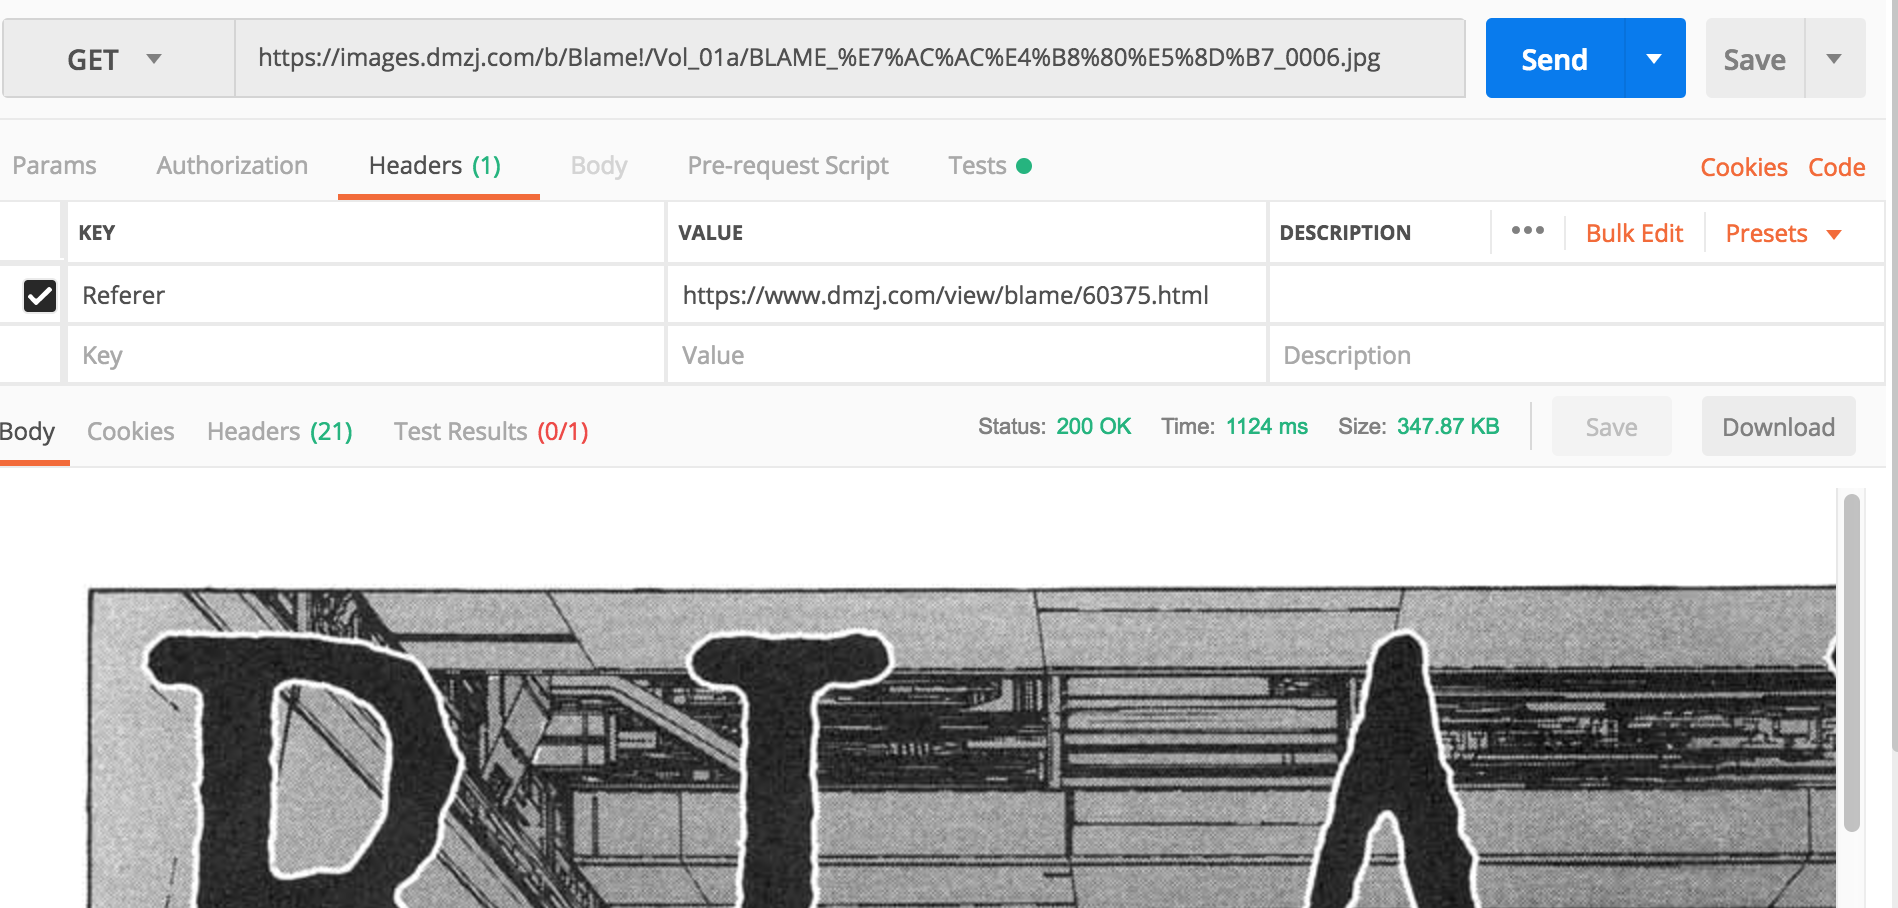 GET https://images.dmzj.com/b/Blame!/Vol_01a/BLAME_%E7%AC%AC%E4%B8%80%E5%8D%B7_0006.jpg Send Save
Params Authorization Headers (1) Body Pre-request Script Tests Cookies Code
KEY VALUE DESCRIPTION ••• Bulk Edit Presets
Referer https://www.dmzj.com/view/blame/60375.html
Key Value Description
Body Cookies Headers (21) Test Results (0/1) Status: 200 OK Time: 1124 ms Size: 347.87 KB Save Download